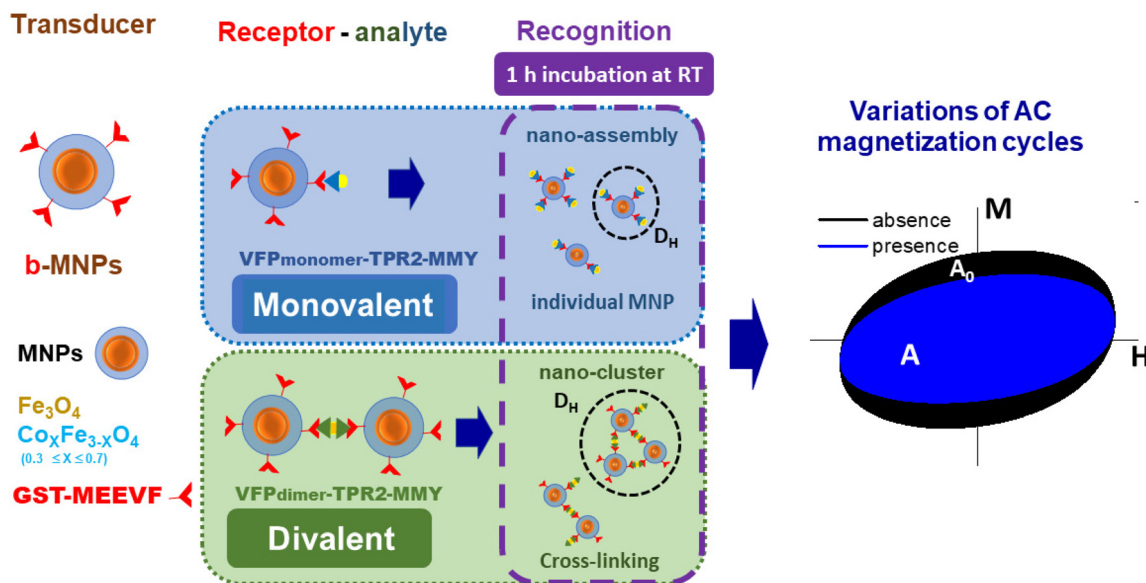 Transducer
b-MNPs
MNPs
Fe₃O₄
CoₓFe₃₋ₓO₄
(0.3 ≤X≤0.7)
GST-MEEVF
Receptor - analyte
VFPmonomer-TPR2-MMY
Monovalent
VFPdimer-TPR2-MMY
Divalent
Recognition
1 h incubation at RT
nano-assembly
D_H
individual MNP
nano-cluster
D_H
Cross-linking
Variations of AC
magnetization cycles
absence
presence
M
A₀
A
H